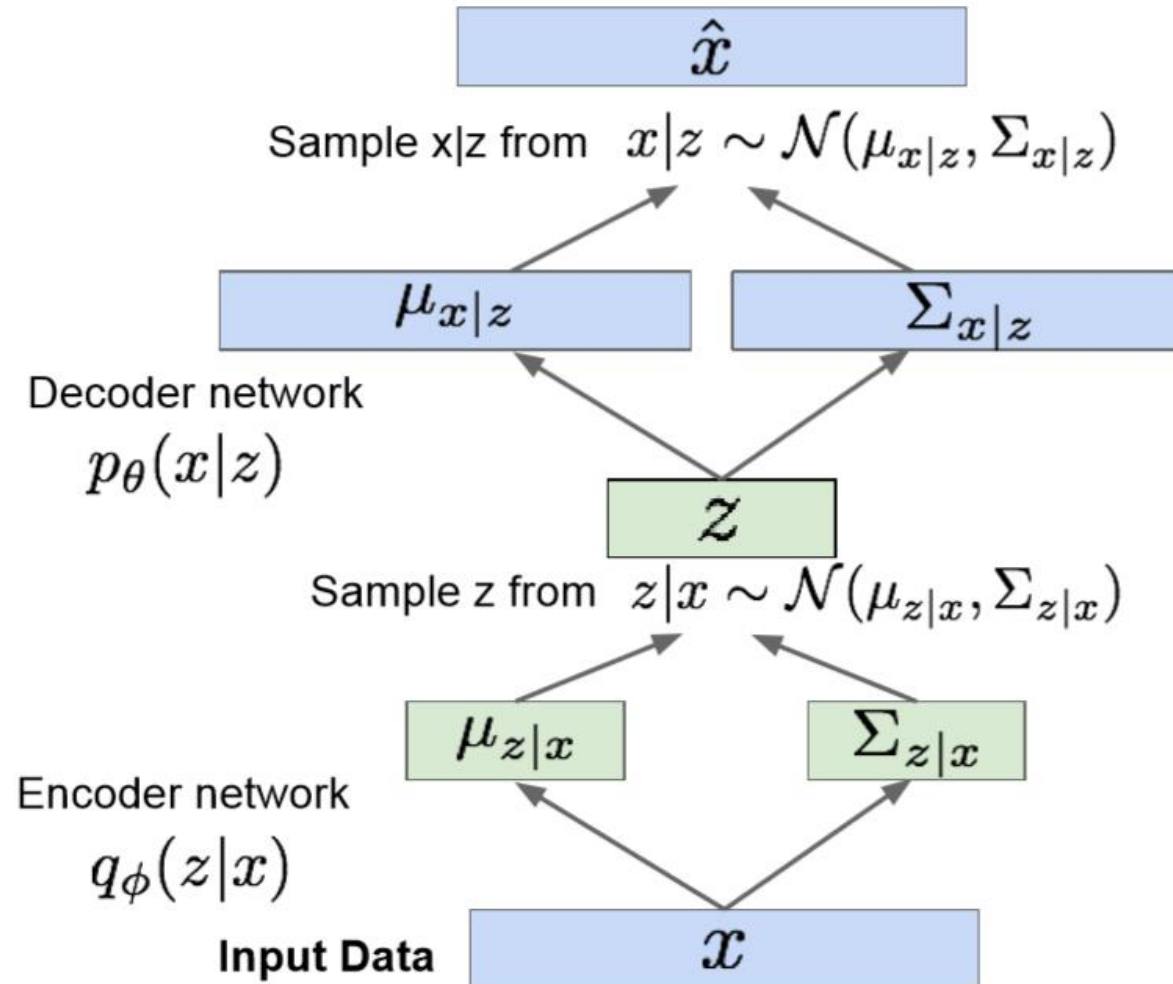 x̂
Sample x|z from x|z ∼ 𝒩(μ_{x|z}, Σ_{x|z})
μ_{x|z} Σ_{x|z}
Decoder network
p_θ(x|z)
z
Sample z from z|x ∼ 𝒩(μ_{z|x}, Σ_{z|x})
μ_{z|x} Σ_{z|x}
Encoder network
q_ϕ(z|x)
Input Data x